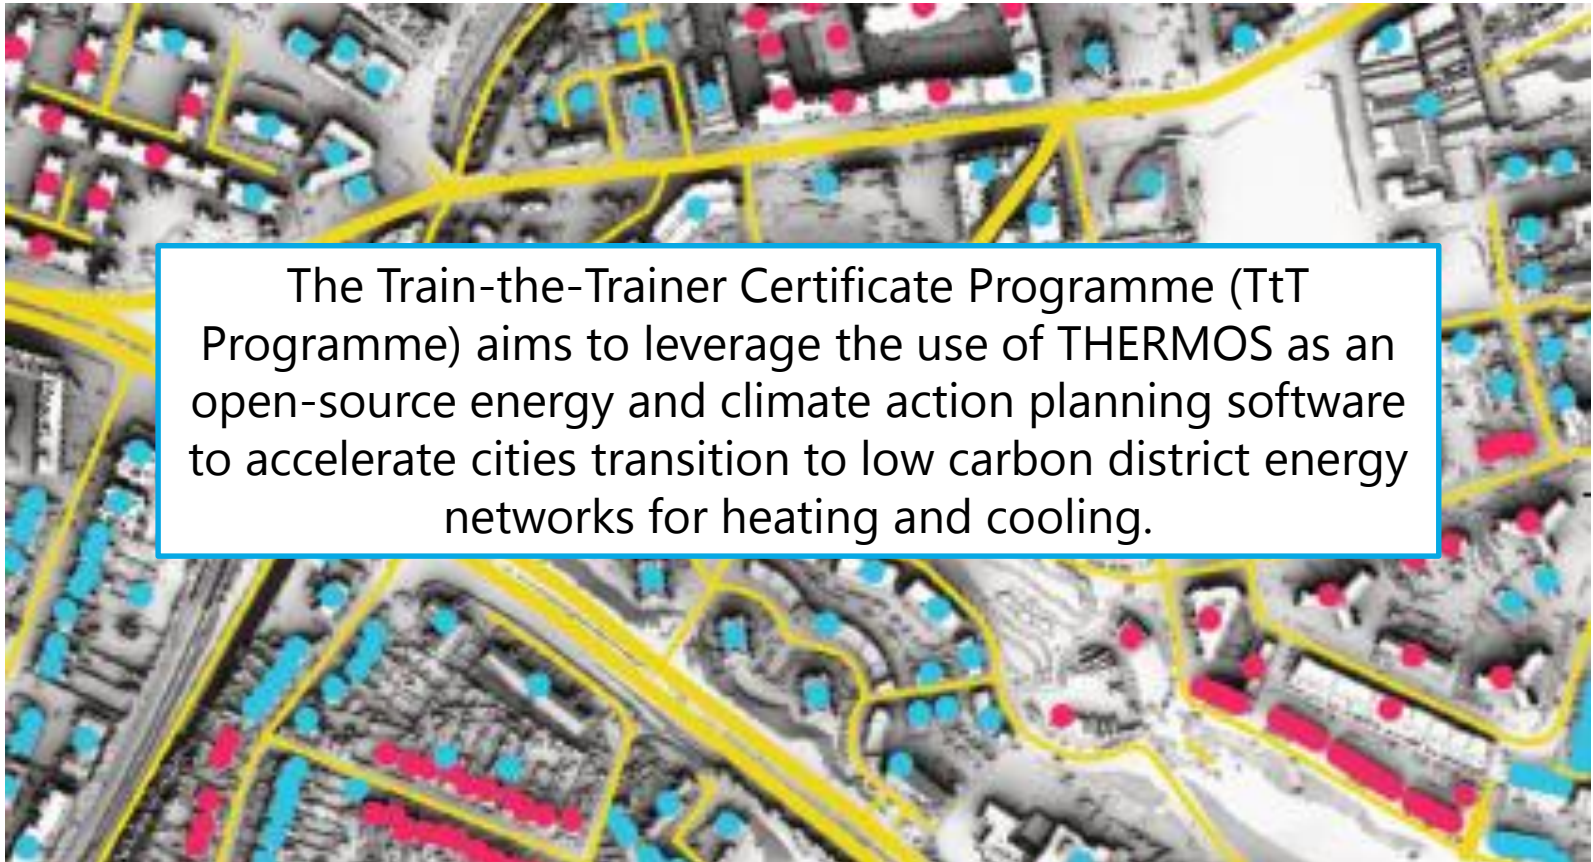 The Train-the-Trainer Certificate Programme (TtT
Programme) aims to leverage the use of THERMOS as an
open-source energy and climate action planning software
to accelerate cities transition to low carbon district energy
networks for heating and cooling.